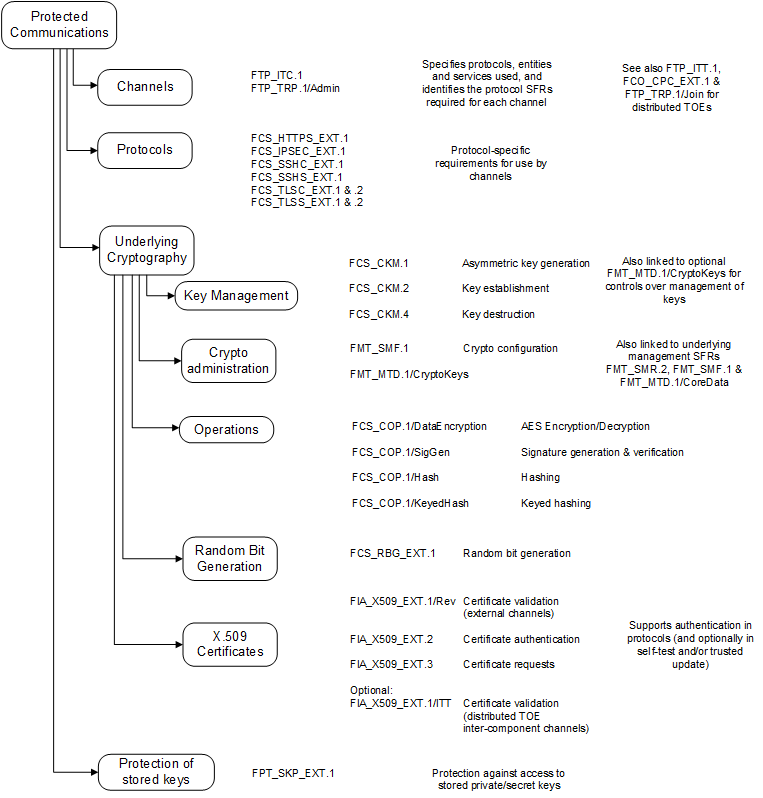 Protected
Communications
Channels
FTP_ITC.1
FTP_TRP.1/Admin
Specifies protocols, entities
and services used, and
identifies the protocol SFRs
required for each channel
See also FTP_ITT.1,
FCO_CPC_EXT.1 &
FTP_TRP.1/Join for
distributed TOEs
Protocols
FCS_HTTPS_EXT.1
FCS_IPSEC_EXT.1
FCS_SSHC_EXT.1
FCS_SSHS_EXT.1
FCS_TLSC_EXT.1 & .2
FCS_TLSS_EXT.1 & .2
Protocol-specific
requirements for use by
channels
Underlying
Cryptography
Key Management
FCS_CKM.1 Asymmetric key generation
FCS_CKM.2 Key establishment
FCS_CKM.4 Key destruction
Also linked to optional
FMT_MTD.1/CryptoKeys for
controls over management of
keys
Crypto
administration
FMT_SMF.1 Crypto configuration
FMT_MTD.1/CryptoKeys
Also linked to underlying
management SFRs
FMT_SMR.2, FMT_SMF.1 &
FMT_MTD.1/CoreData
Operations
FCS_COP.1/DataEncryption AES Encryption/Decryption
FCS_COP.1/SigGen Signature generation & verification
FCS_COP.1/Hash Hashing
FCS_COP.1/KeyedHash Keyed hashing
Random Bit
Generation
FCS_RBG_EXT.1 Random bit generation
X.509
Certificates
FIA_X509_EXT.1/Rev Certificate validation
(external channels)
FIA_X509_EXT.2 Certificate authentication
FIA_X509_EXT.3 Certificate requests
Optional:
FIA_X509_EXT.1/ITT Certificate validation
(distributed TOE
inter-component channels)
Supports authentication in
protocols (and optionally in
self-test and/or trusted
update)
Protection of
stored keys
FPT_SKP_EXT.1
Protection against access to
stored private/secret keys